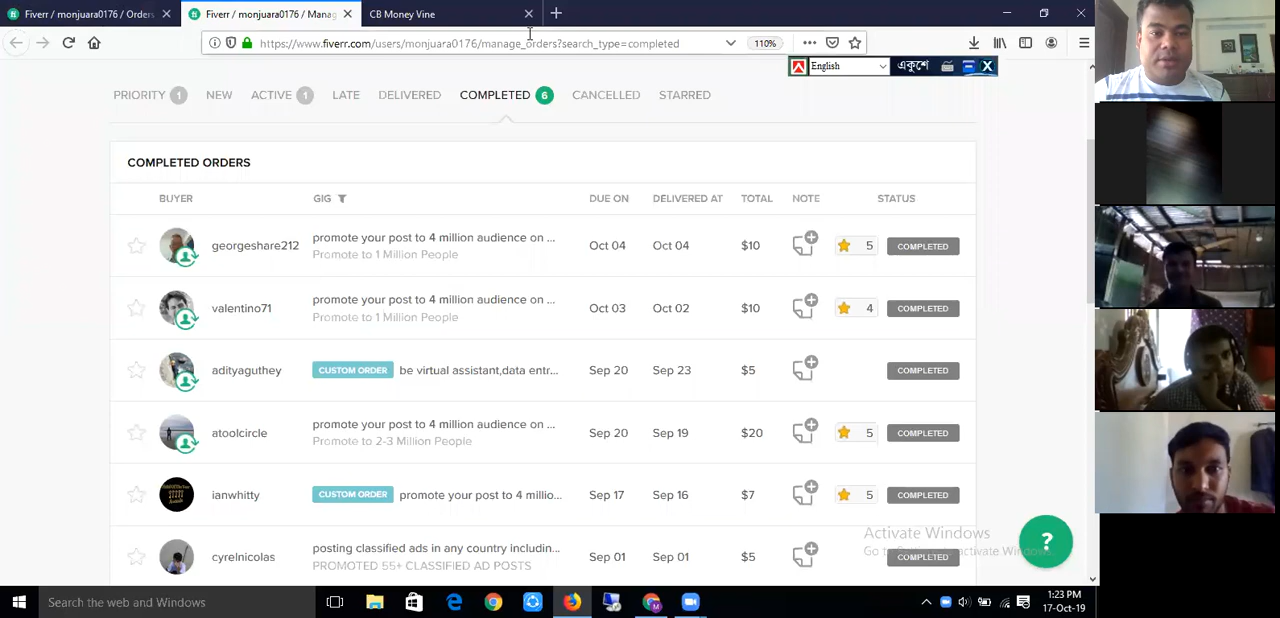 Fiverr / monjuara0176 / Orders
Fiverr / monjuara0176 / Manag
CB Money Vine
https://www.fiverr.com/users/monjuara0176/manage_orders?search_type=completed
110%
English
একুশে
PRIORITY 1 NEW ACTIVE 1 LATE DELIVERED COMPLETED 6 CANCELLED STARRED
COMPLETED ORDERS
BUYER GIG DUE ON DELIVERED AT TOTAL NOTE STATUS
georgeshare212 promote your post to 4 million audience on ... Oct 04 Oct 04 $10 5 COMPLETED
Promote to 1 Million People
valentino71 promote your post to 4 million audience on ... Oct 03 Oct 02 $10 4 COMPLETED
Promote to 1 Million People
adityaguthey CUSTOM ORDER be virtual assistant,data entr... Sep 20 Sep 23 $5 COMPLETED
atoolcircle promote your post to 4 million audience on ... Sep 20 Sep 19 $20 5 COMPLETED
Promote to 2-3 Million People
ianwhitty CUSTOM ORDER promote your post to 4 millio... Sep 17 Sep 16 $7 5 COMPLETED
cyrelnicolas posting classified ads in any country includin... Sep 01 Sep 01 $5 COMPLETED
PROMOTED 55+ CLASSIFIED AD POSTS
Activate Windows
?
Search the web and Windows
1:23 PM
17-Oct-19